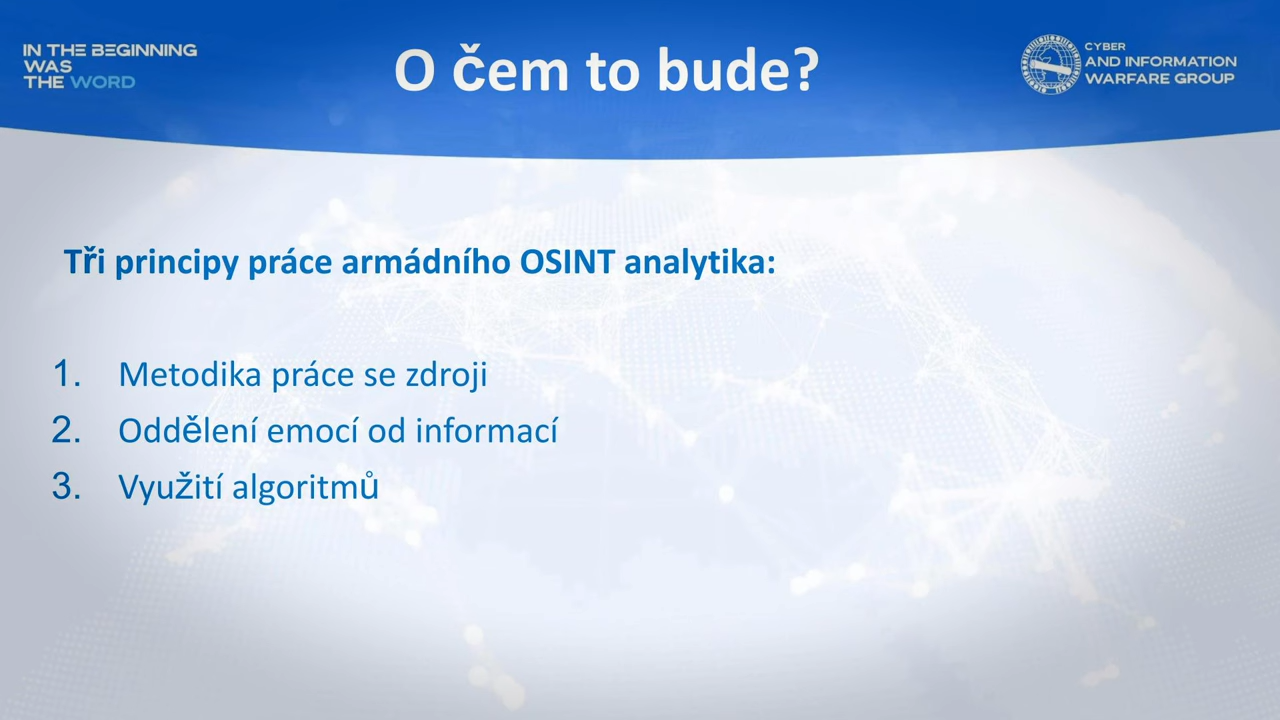 IN THE BEGINNING
WAS
THE WORD
O čem to bude?
CYBER
AND INFORMATION
WARFARE GROUP
Tři principy práce armádního OSINT analytika:
1. Metodika práce se zdroji
2. Oddělení emocí od informací
3. Využití algoritmů